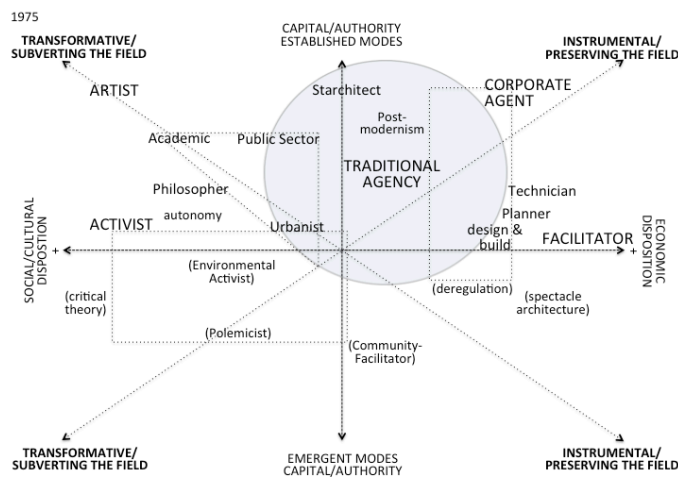 1975
CAPITAL/AUTHORITY
ESTABLISHED MODES
TRANSFORMATIVE/
SUBVERTING THE FIELD
INSTRUMENTAL/
PRESERVING THE FIELD
ARTIST
Starchitect
CORPORATE
AGENT
Post-
modernism
Academic
Public Sector
TRADITIONAL
AGENCY
Philosopher
Technician
autonomy
Planner
ACTIVIST
Urbanist
design &
build
FACILITATOR
SOCIAL/CULTURAL
DISPOSTION
+
+
ECONOMIC
DISPOSITION
(Environmental
Activist)
(critical
theory)
(deregulation)
(spectacle
architecture)
(Polemicist)
(Community-
Facilitator)
TRANSFORMATIVE/
SUBVERTING THE FIELD
EMERGENT MODES
CAPITAL/AUTHORITY
INSTRUMENTAL/
PRESERVING THE FIELD